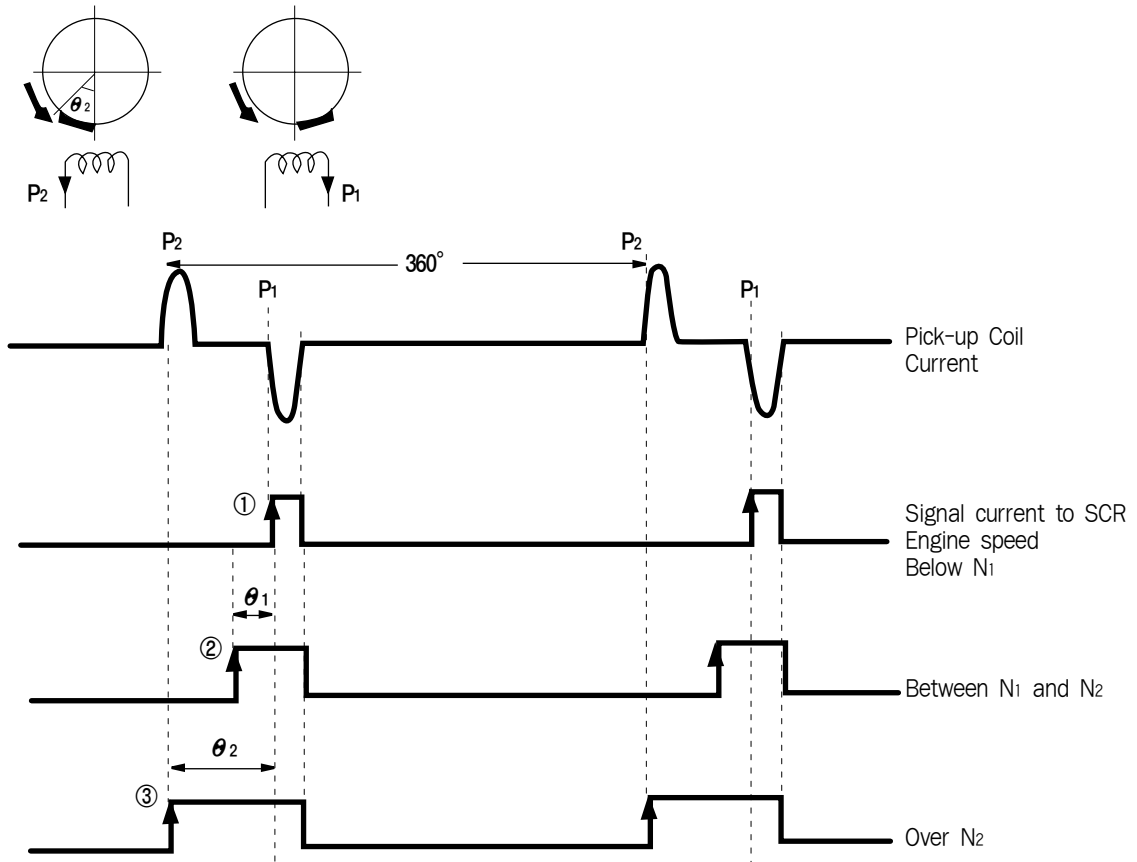 θ2
P2
P1
P2
P2
360°
P1
P1
Pick-up Coil
Current
①
Signal current to SCR
Engine speed
Below N1
θ1
②
Between N1 and N2
θ2
③
Over N2